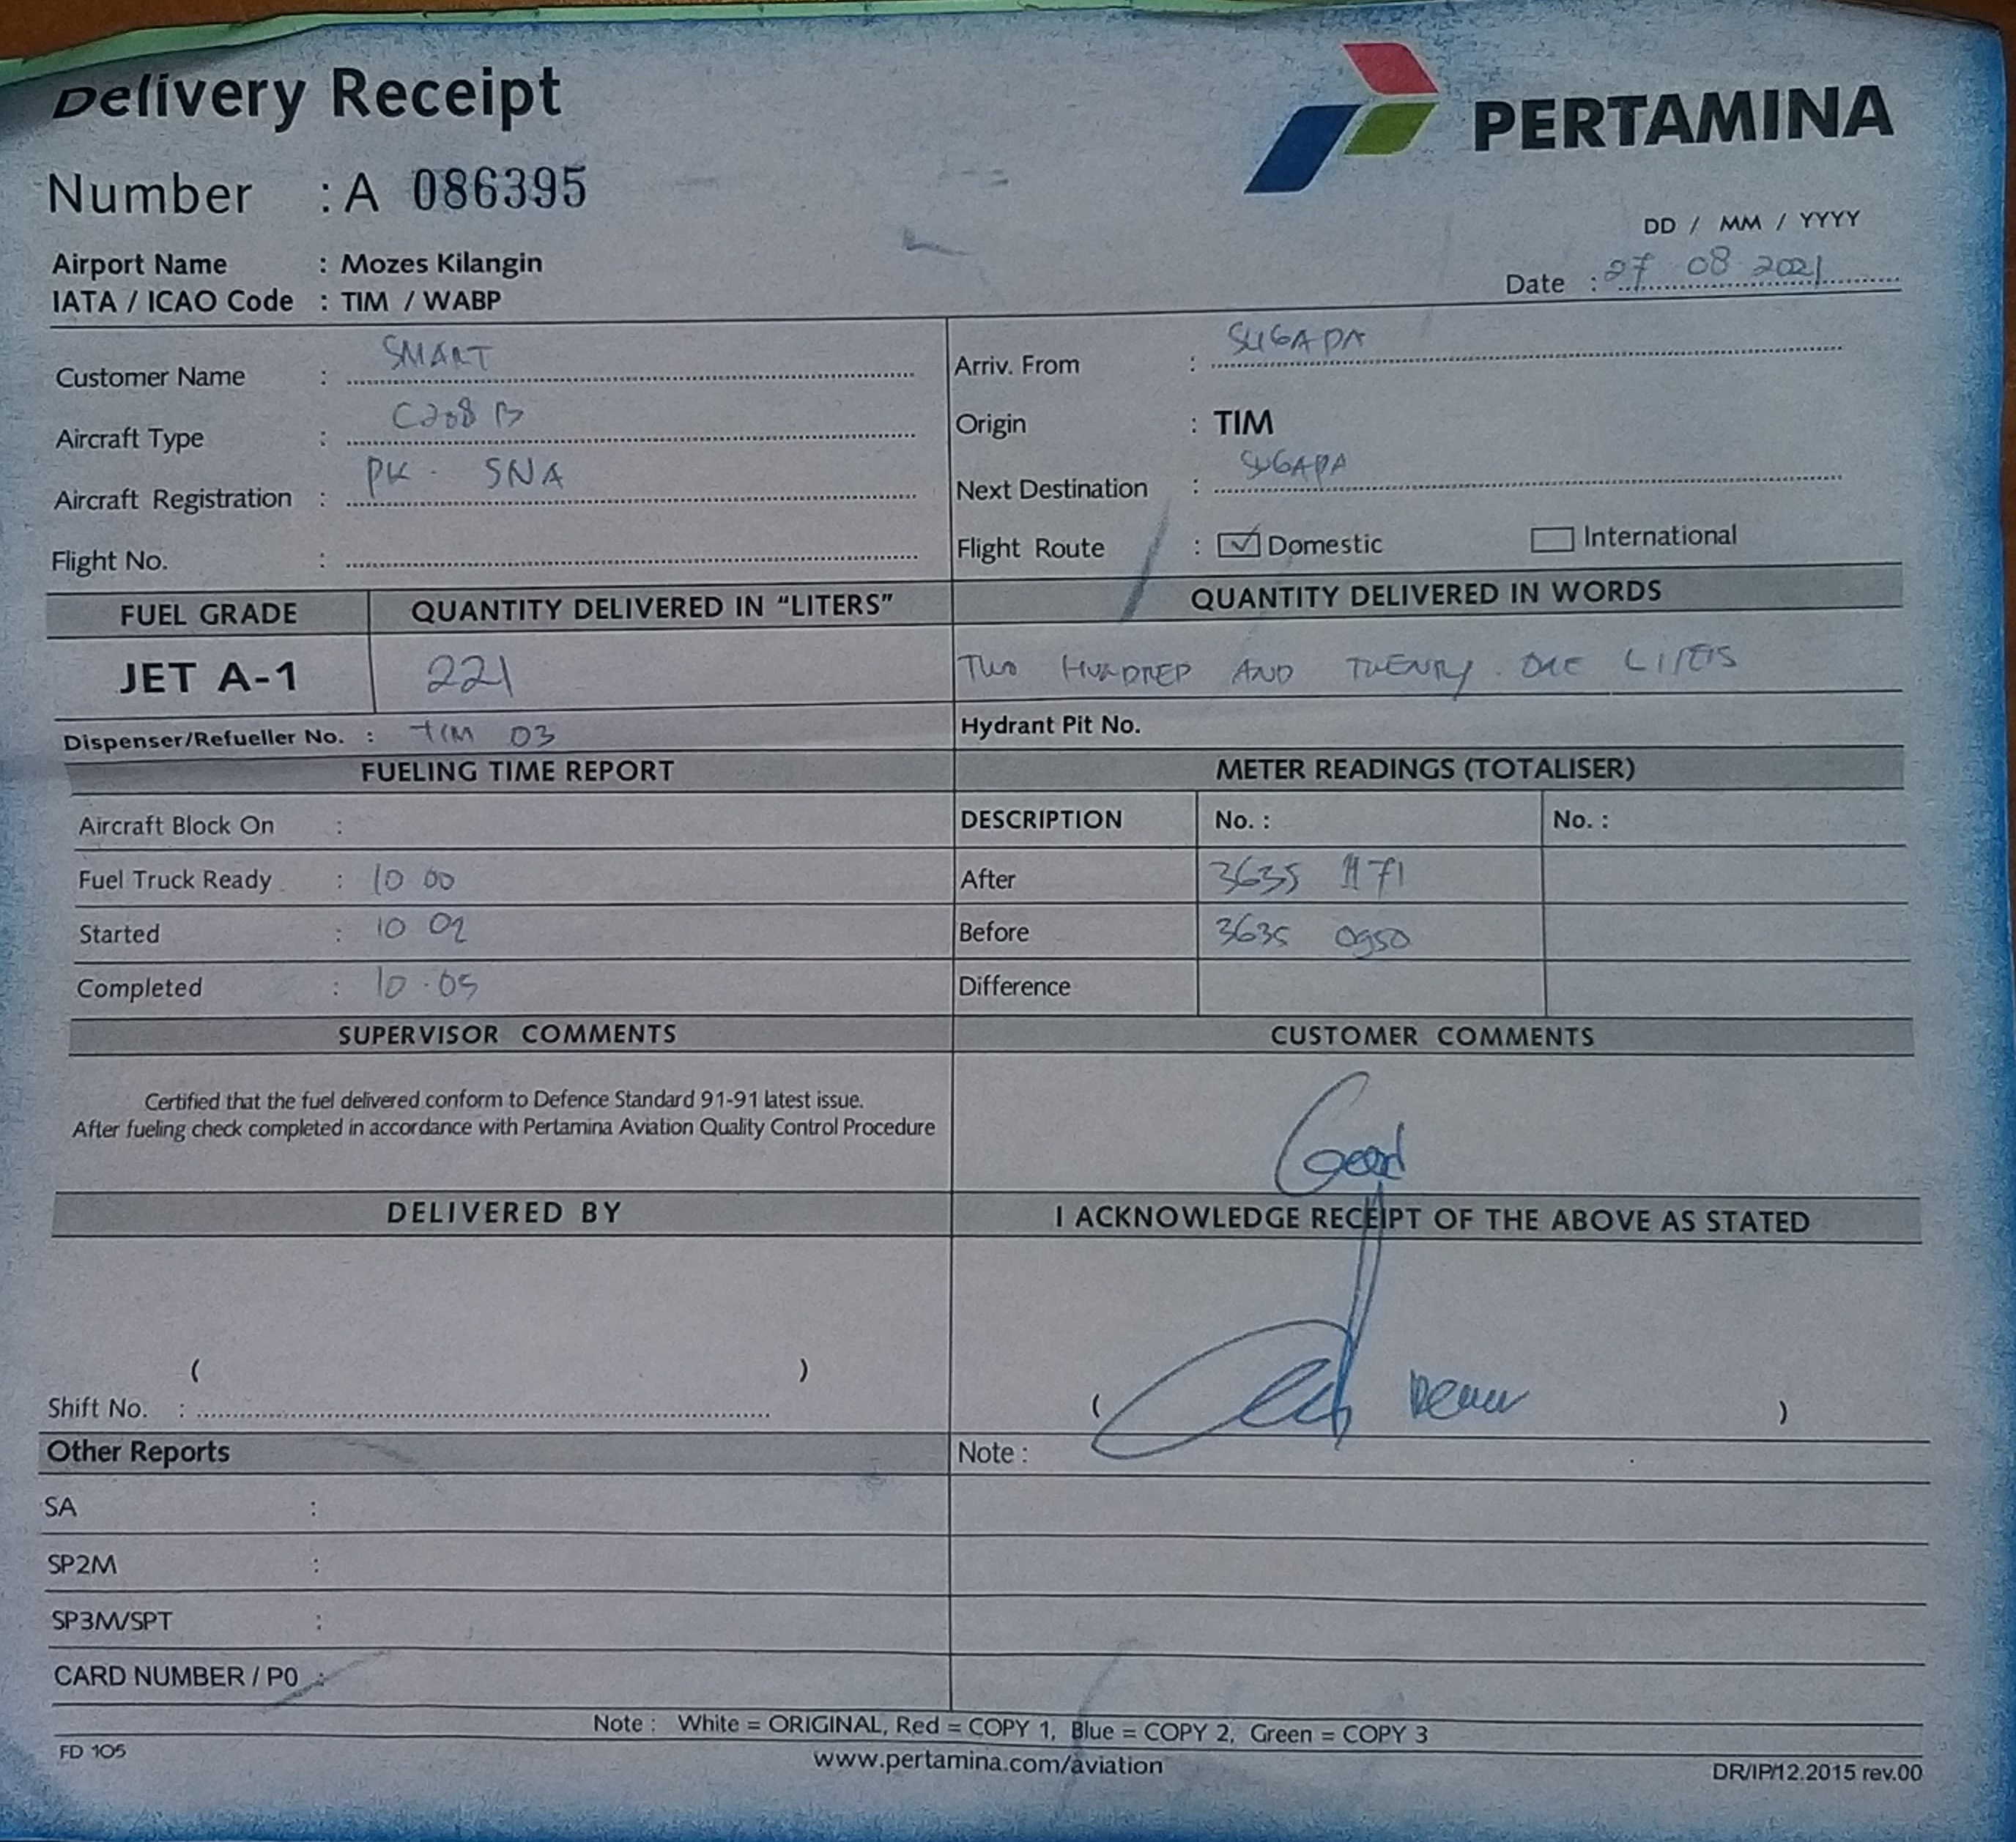 Delivery Receipt
PERTAMINA
Number : A 086395
DD / MM / YYYY
Airport Name : Mozes Kilangin
Date : 27 08 2021
IATA / ICAO Code : TIM / WABP
Customer Name : SMART
Arriv. From : SUGAPA
Aircraft Type : C208 B
Origin : TIM
Aircraft Registration : PK - SNA
Next Destination : SUGAPA
Flight No. :
Flight Route : Domestic International
FUEL GRADE QUANTITY DELIVERED IN “LITERS” QUANTITY DELIVERED IN WORDS
JET A-1 221 TWO HUNDRED AND TWENTY . ONE LITERS
Dispenser/Refueller No. : TIM 03 Hydrant Pit No.
FUELING TIME REPORT METER READINGS (TOTALISER)
Aircraft Block On : DESCRIPTION No. : No. :
Fuel Truck Ready : 10 00 After 3635 1171
Started : 10 02 Before 3635 0950
Completed : 10.05 Difference
SUPERVISOR COMMENTS CUSTOMER COMMENTS
Certified that the fuel delivered conform to Defence Standard 91-91 latest issue.
After fueling check completed in accordance with Pertamina Aviation Quality Control Procedure
Good
DELIVERED BY I ACKNOWLEDGE RECEIPT OF THE ABOVE AS STATED
( ) ( )
Shift No. :
Other Reports Note :
SA :
SP2M :
SP3M/SPT :
CARD NUMBER / P0 :
Note : White = ORIGINAL, Red = COPY 1, Blue = COPY 2, Green = COPY 3
FD 105 www.pertamina.com/aviation DR/IP/12.2015 rev.00